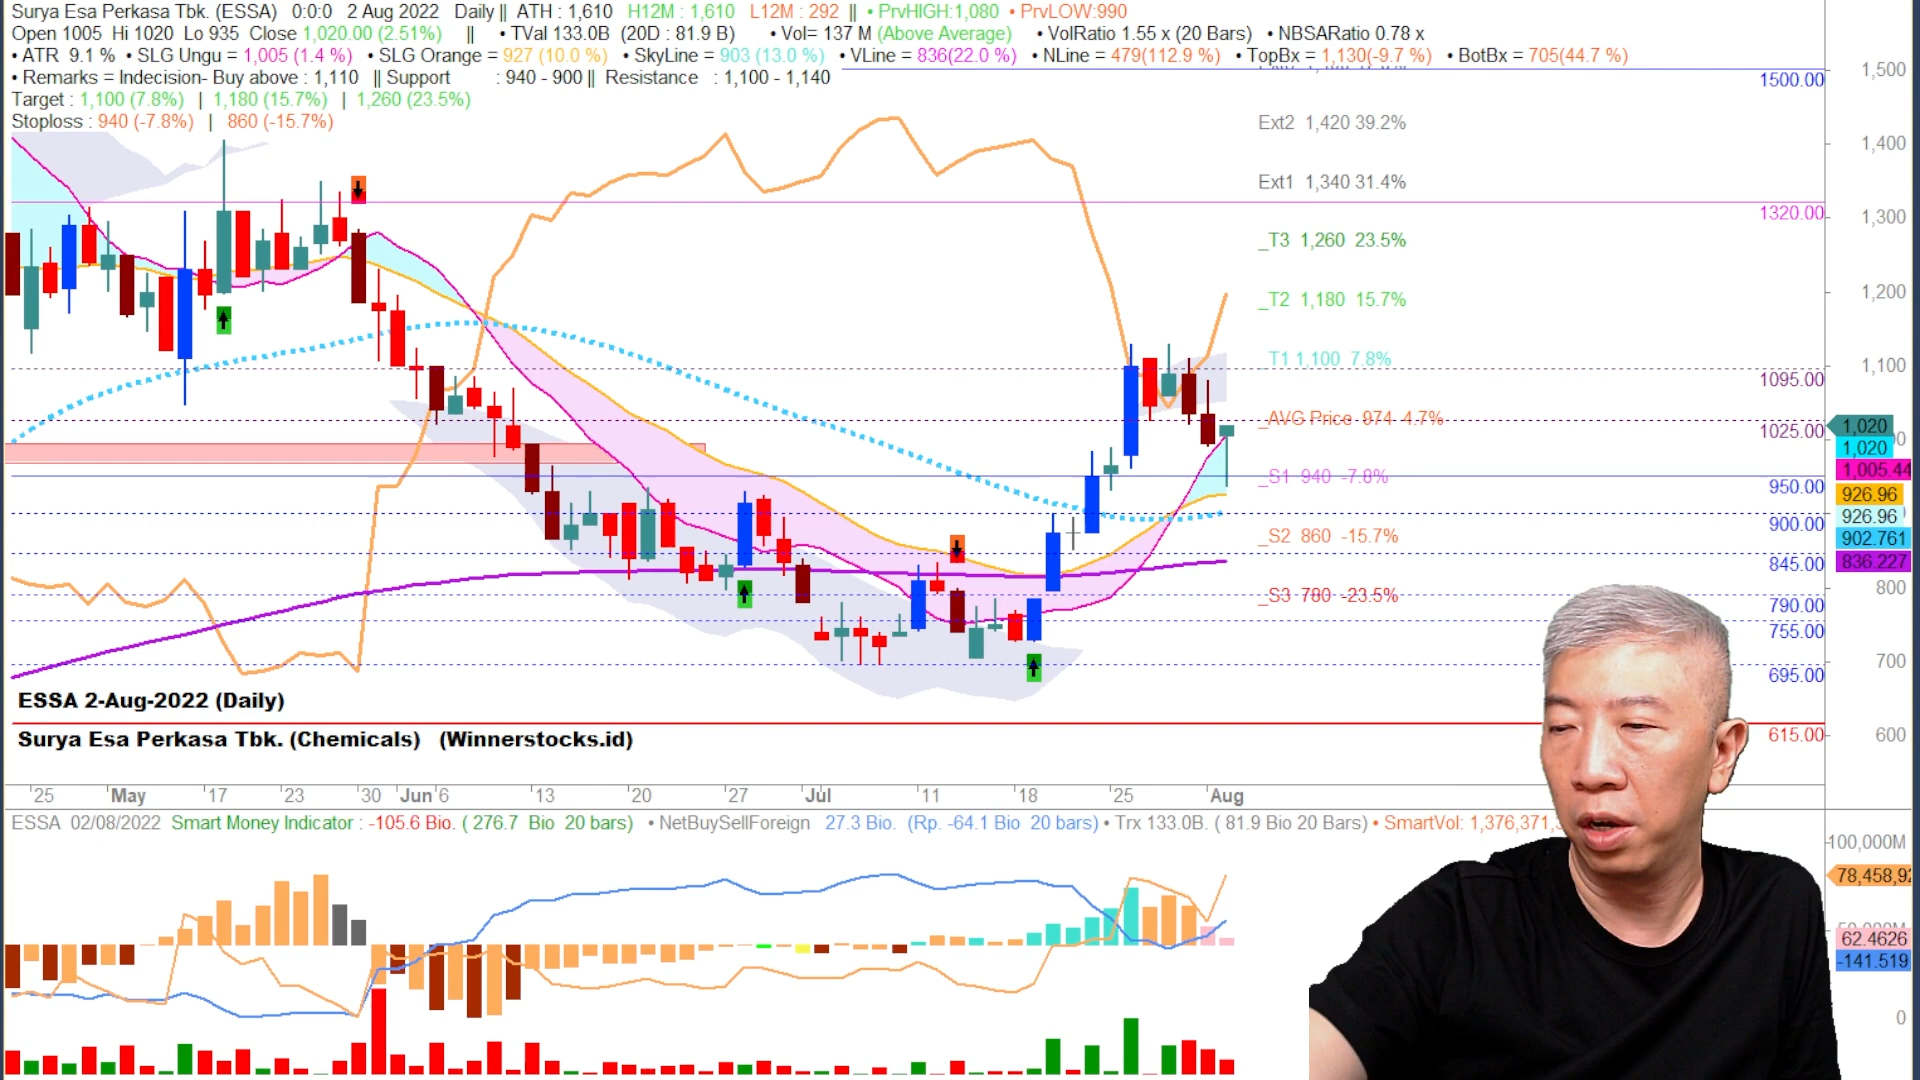 Surya Esa Perkasa Tbk. (ESSA) 0:0:0 2 Aug 2022 Daily || ATH : 1,610 H12M : 1,610 L12M : 292 || • PrvHIGH:1,080 • PrvLOW:990
Open 1005 Hi 1020 Lo 935 Close 1,020.00 (2.51%) || • TVal 133.0B (20D : 81.9 B) • Vol= 137 M (Above Average) • VolRatio 1.55 x (20 Bars) • NBSARatio 0.78 x
• ATR 9.1 % • SLG Ungu = 1,005 (1.4 %) • SLG Orange = 927 (10.0 %) • SkyLine = 903 (13.0 %) • VLine = 836(22.0 %) • NLine = 479(112.9 %) • TopBx = 1,130(-9.7 %) • BotBx = 705(44.7 %)
• Remarks = Indecision- Buy above : 1,110 || Support : 940 - 900 || Resistance : 1,100 - 1,140
Target : 1,100 (7.8%) | 1,180 (15.7%) | 1,260 (23.5%)
Stoploss : 940 (-7.8%) | 860 (-15.7%)
1500.00
1,500
Ext2 1,420 39.2%
1,400
Ext1 1,340 31.4%
1320.00
1,300
_T3 1,260 23.5%
_T2 1,180 15.7%
1,200
T1 1,100 7.8%
1,100
1095.00
_AVG Price 974 4.7%
1025.00
1,020
1,020
1,005.44
_S1 940 -7.8%
950.00
926.96
926.96
900.00
902.761
_S2 860 -15.7%
845.00
836.227
800
_S3 780 -23.5%
790.00
755.00
700
695.00
ESSA 2-Aug-2022 (Daily)
Surya Esa Perkasa Tbk. (Chemicals) (Winnerstocks.id)
615.00
600
25 May 17 23 30 Jun 6 13 20 27 Jul 11 18 25 Aug
ESSA 02/08/2022 Smart Money Indicator : -105.6 Bio. ( 276.7 Bio 20 bars) • NetBuySellForeign 27.3 Bio. (Rp. -64.1 Bio 20 bars) • Trx 133.0B. ( 81.9 Bio 20 Bars) • SmartVol: 1,376,371,
100,000M
78,458,92
62.4626
-141.519
0